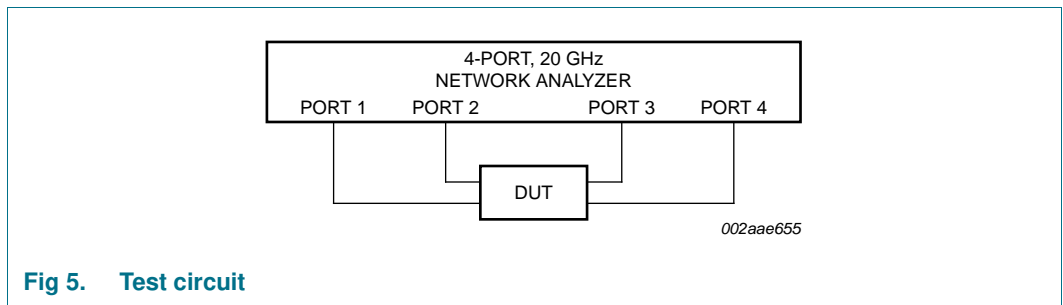 4-PORT, 20 GHz
NETWORK ANALYZER
PORT 1 PORT 2 PORT 3 PORT 4
DUT
002aae655
Fig 5. Test circuit